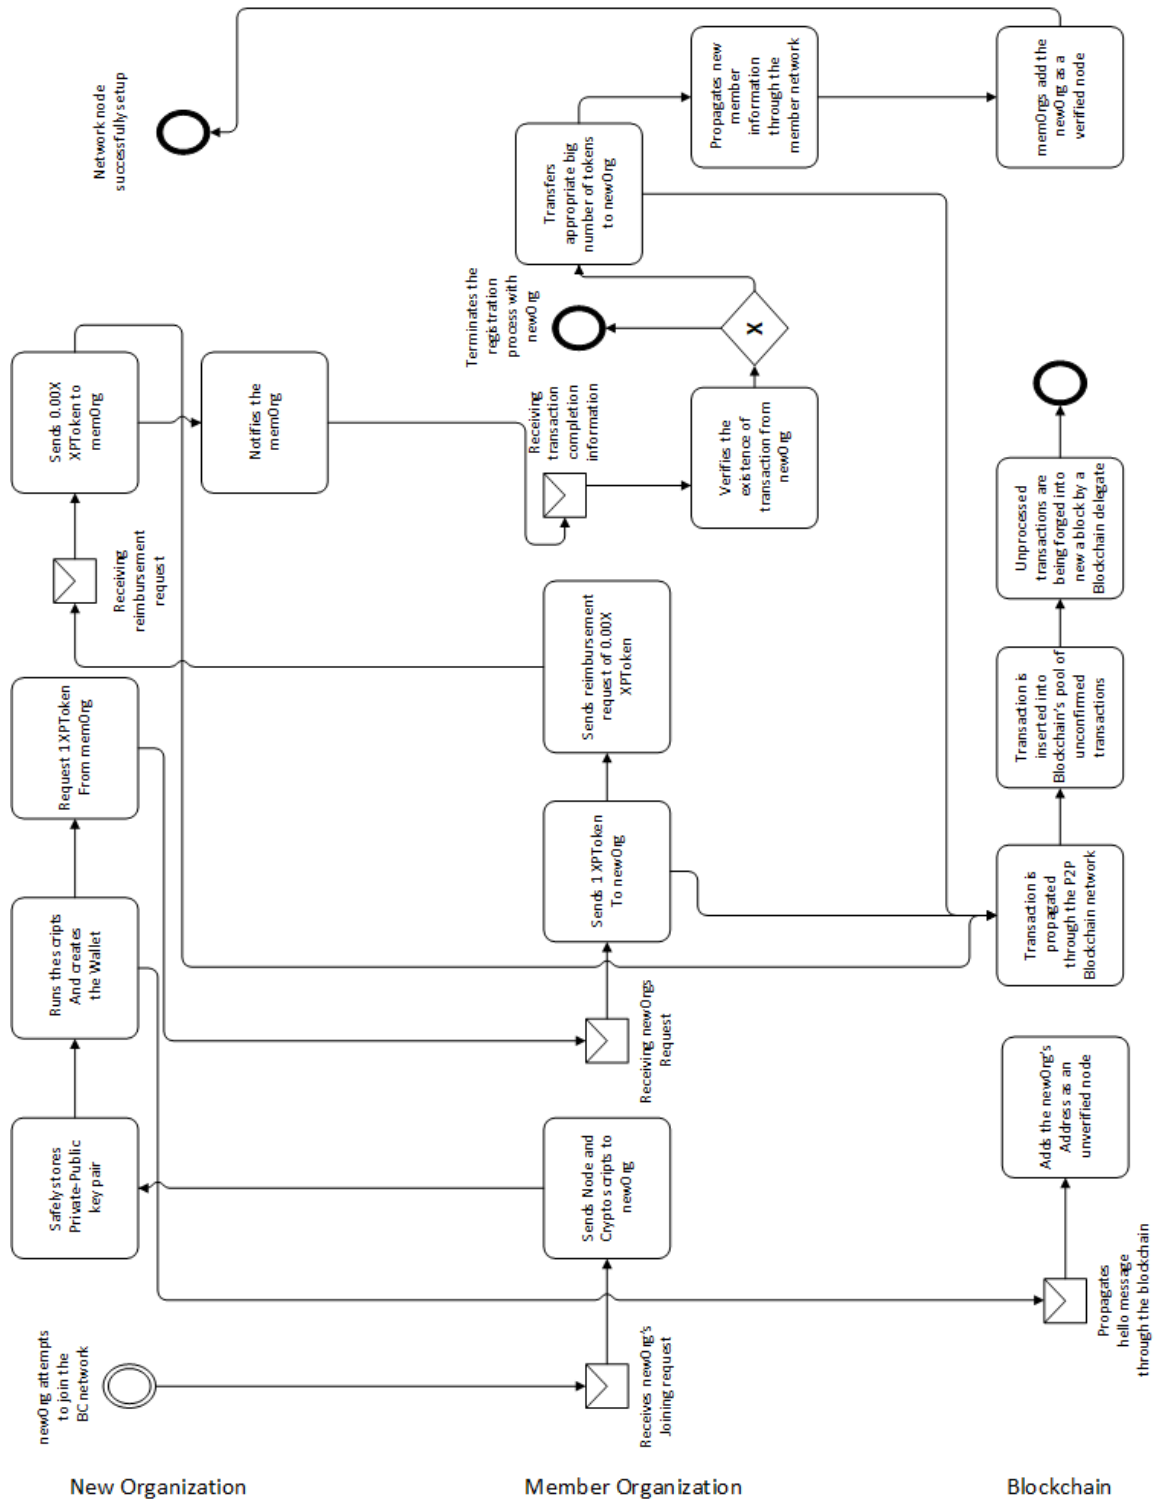 newOrg attempts
to join the
BC network
Safely stores
Private-Public
key pair
Runs the scripts
And creates
the Wallet
Request 1 XPToken
From memOrg
Receiving
reimbursement
request
Sends 0.00X
XPToken to
memOrg
Notifies the
memOrg
Network node
successfully setup
Receives newOrg's
Joining request
Sends Node and
Crypto scripts to
newOrg
Receiving newOrgs
Request
Sends 1 XPToken
To newOrg
Sends reimbursement
request of 0.00X
XPToken
Receiving
transaction
completion
information
Verifies the
existence of
transaction from
newOrg
X
Terminates the
registration
process with
newOrg
Transfers
appropriate big
number of tokens
to newOrg
Propagates new
member
information
through the
member network
Propagates
hello message
through the blockchain
Adds the newOrg's
Address as an
unverified node
Transaction is
propagated
through the P2P
Blockchain network
Transaction is
inserted into
Blockchain's pool of
unconfirmed
transactions
Unprocessed
transactions are
being forged into
new a block by a
Blockchain delegate
memOrgs add the
newOrg as a
verified node
New Organization
Member Organization
Blockchain